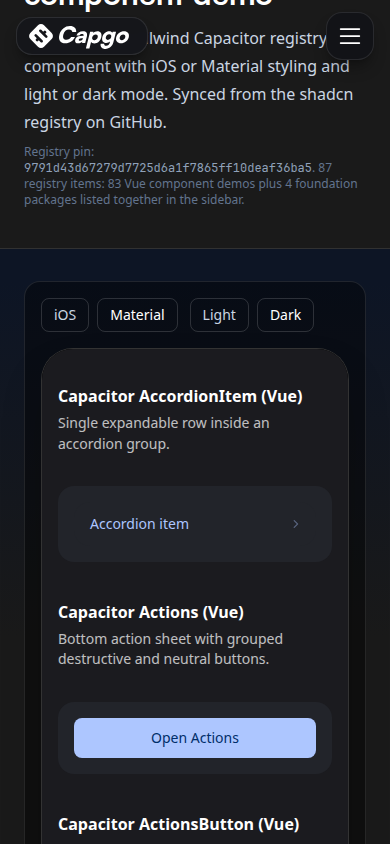 component demo
Capgo
lwind Capacitor registry
component with iOS or Material styling and
light or dark mode. Synced from the shadcn
registry on GitHub.
Registry pin:
9791d43d67279d7725d6a1f7865ff10deaf36ba5. 87
registry items: 83 Vue component demos plus 4 foundation
packages listed together in the sidebar.
iOS
Material
Light
Dark
Capacitor AccordionItem (Vue)
Single expandable row inside an
accordion group.
Accordion item
Capacitor Actions (Vue)
Bottom action sheet with grouped
destructive and neutral buttons.
Open Actions
Capacitor ActionsButton (Vue)